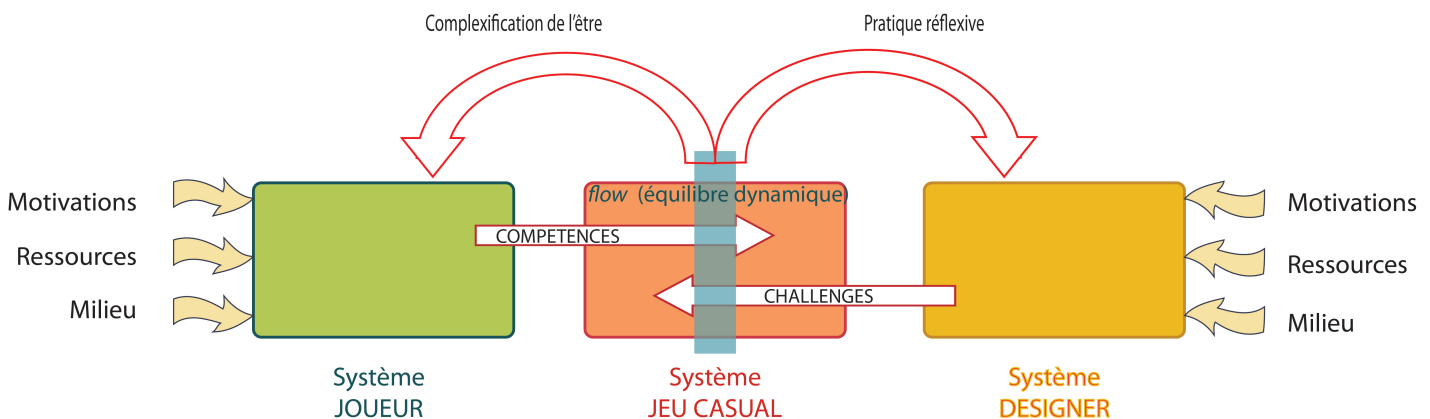 Complexification de l'être
Pratique réflexive
flow (équilibre dynamique)
Motivations
Ressources
Milieu
COMPETENCES
CHALLENGES
Motivations
Ressources
Milieu
Système
JOUEUR
Système
JEU CASUAL
Système
DESIGNER